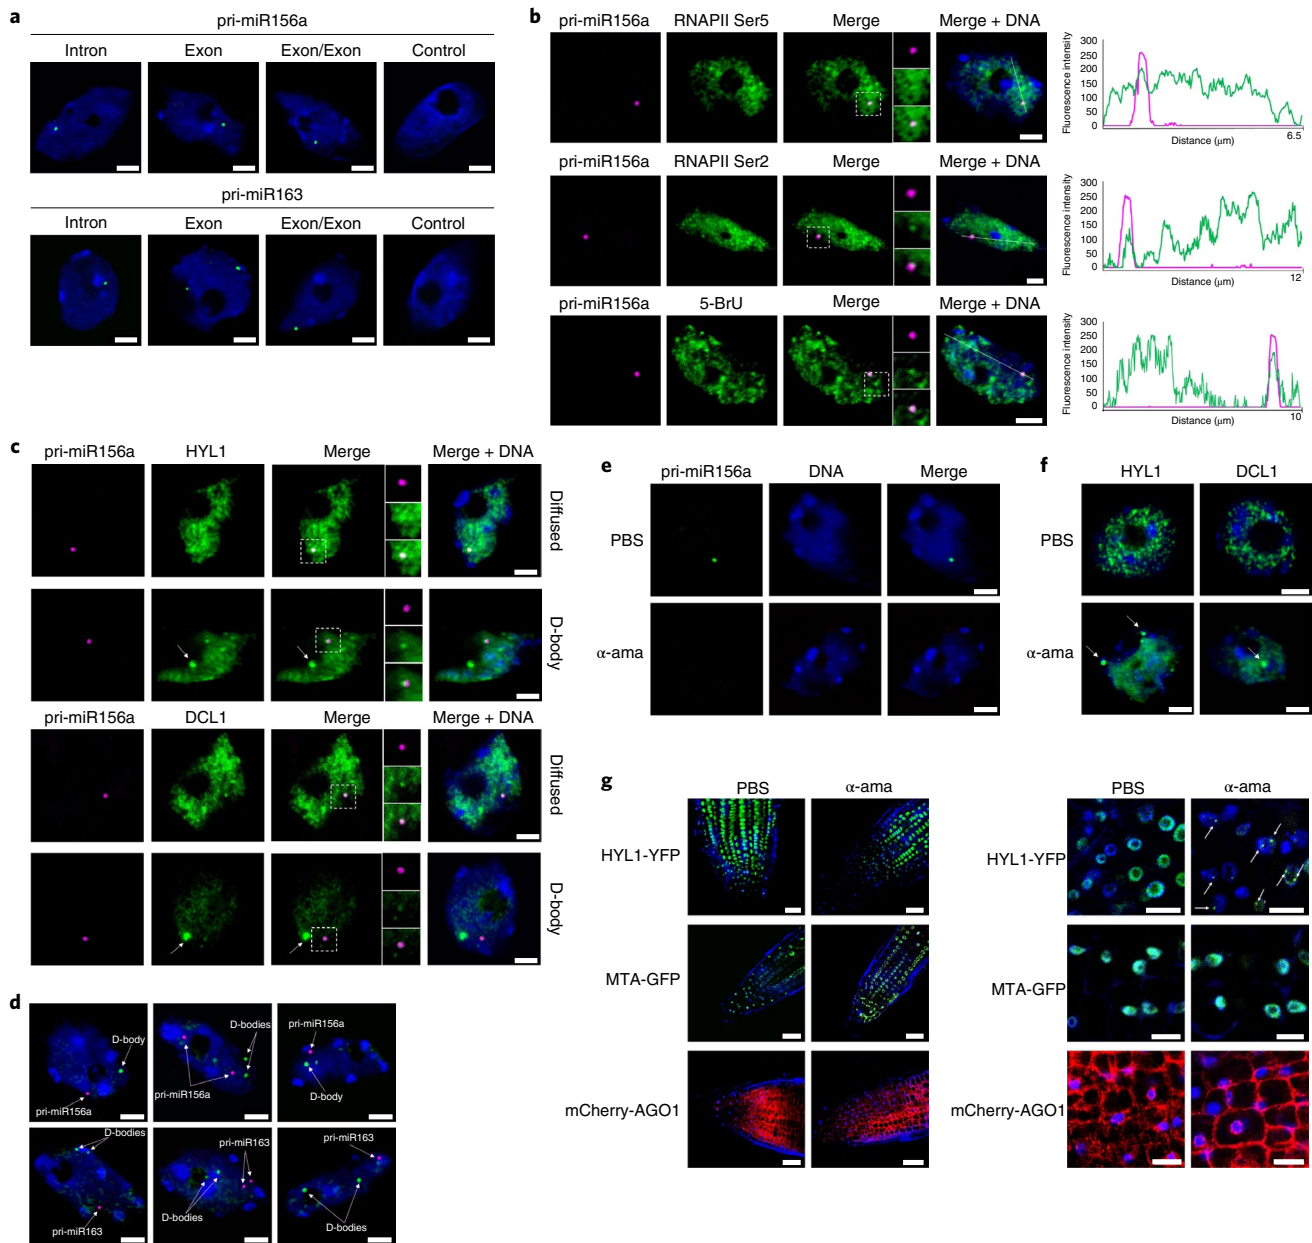 a
pri-miR156a
Intron Exon Exon/Exon Control
pri-miR163
Intron Exon Exon/Exon Control
b
pri-miR156a RNAPII Ser5 Merge Merge + DNA
Fluorescence intensity
300
250
200
150
100
50
0
Distance (μm) 6.5
pri-miR156a RNAPII Ser2 Merge Merge + DNA
Fluorescence intensity
300
250
200
150
100
50
0
Distance (μm) 12
pri-miR156a 5-BrU Merge Merge + DNA
Fluorescence intensity
300
250
200
150
100
50
0
Distance (μm) 10
c
pri-miR156a HYL1 Merge Merge + DNA
Diffused
D-body
pri-miR156a DCL1 Merge Merge + DNA
Diffused
D-body
d
D-body
pri-miR156a
D-bodies
pri-miR156a
pri-miR156a
D-body
D-bodies
pri-miR163
pri-miR163
D-bodies
pri-miR163
D-bodies
e
pri-miR156a DNA Merge
PBS
α-ama
f
HYL1 DCL1
PBS
α-ama
g
PBS α-ama
HYL1-YFP
MTA-GFP
mCherry-AGO1
PBS α-ama
HYL1-YFP
MTA-GFP
mCherry-AGO1